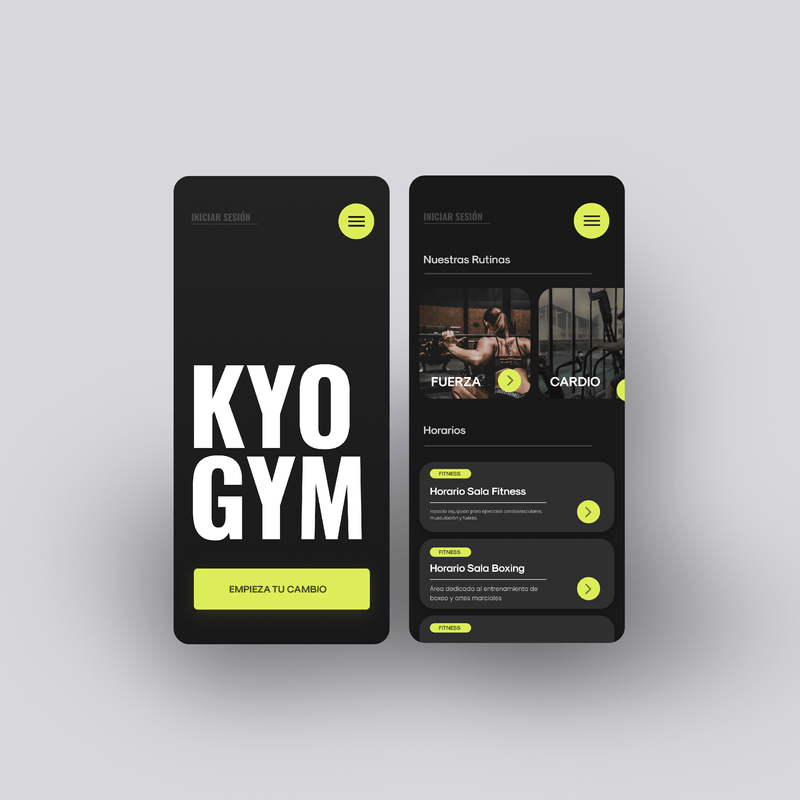 INICIAR SESIÓN
KYO
GYM
EMPIEZA TU CAMBIO
INICIAR SESIÓN
Nuestras Rutinas
FUERZA
CARDIO
Horarios
FITNESS
Horario Sala Fitness
Espacio equipado para ejercicios cardiovasculares,
musculación y fuerza.
FITNESS
Horario Sala Boxing
Área dedicada al entrenamiento de
boxeo y artes marciales
FITNESS